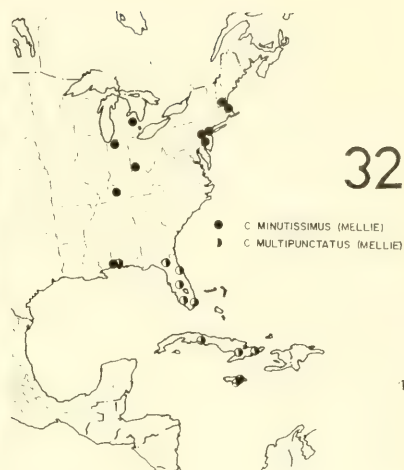 32
C MINUTISSIMUS (MELLIE)
C MULTIPUNCTATUS (MELLIE)